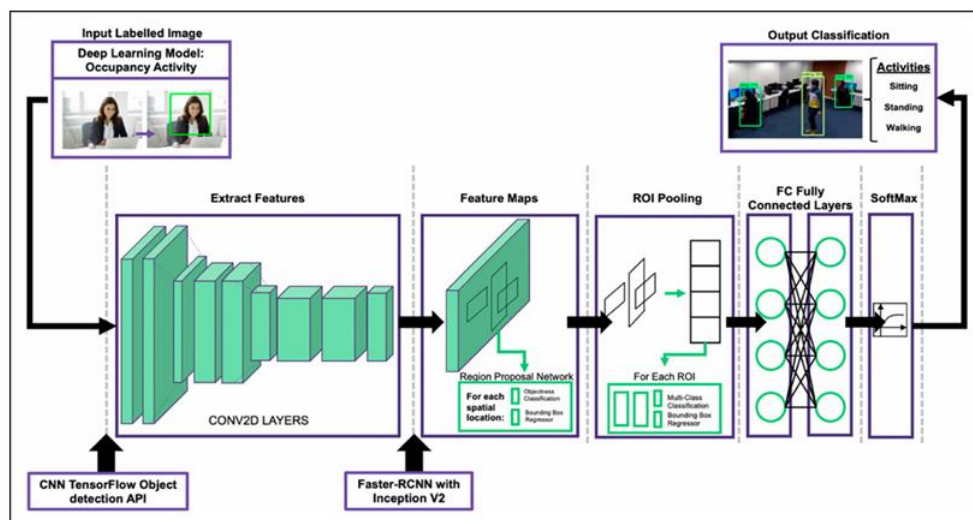 Input Labelled Image
Deep Learning Model:
Occupancy Activity
Output Classification
Activities
Sitting
Standing
Walking
Extract Features
Feature Maps
ROI Pooling
FC Fully
Connected Layers
SoftMax
CONV2D LAYERS
Region Proposal Network
For each
spatial
location:
Objectness
Classification
Bounding Box
Regressor
For Each ROI
Multi-Class
Classification
Bounding Box
Regressor
CNN TensorFlow Object
detection API
Faster-RCNN with
Inception V2